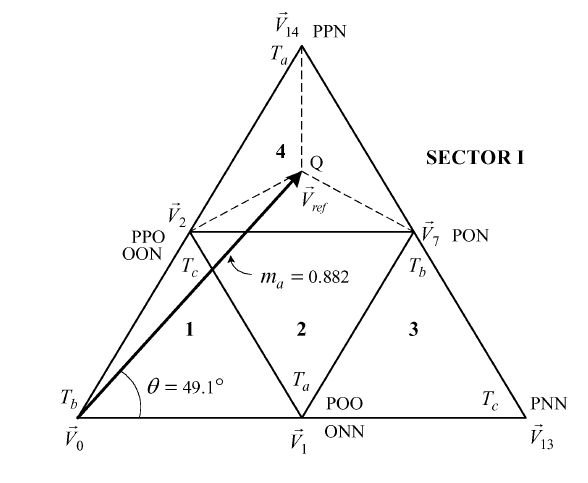 V⃗14 PPN
Ta
4 Q
SECTOR I
V⃗ref
V⃗2
PPO
OON
V⃗7 PON
Tc
ma = 0.882
Tb
1 2 3
θ = 49.1°
Ta
Tb
POO
Tc
PNN
V⃗0
V⃗1
ONN
V⃗13